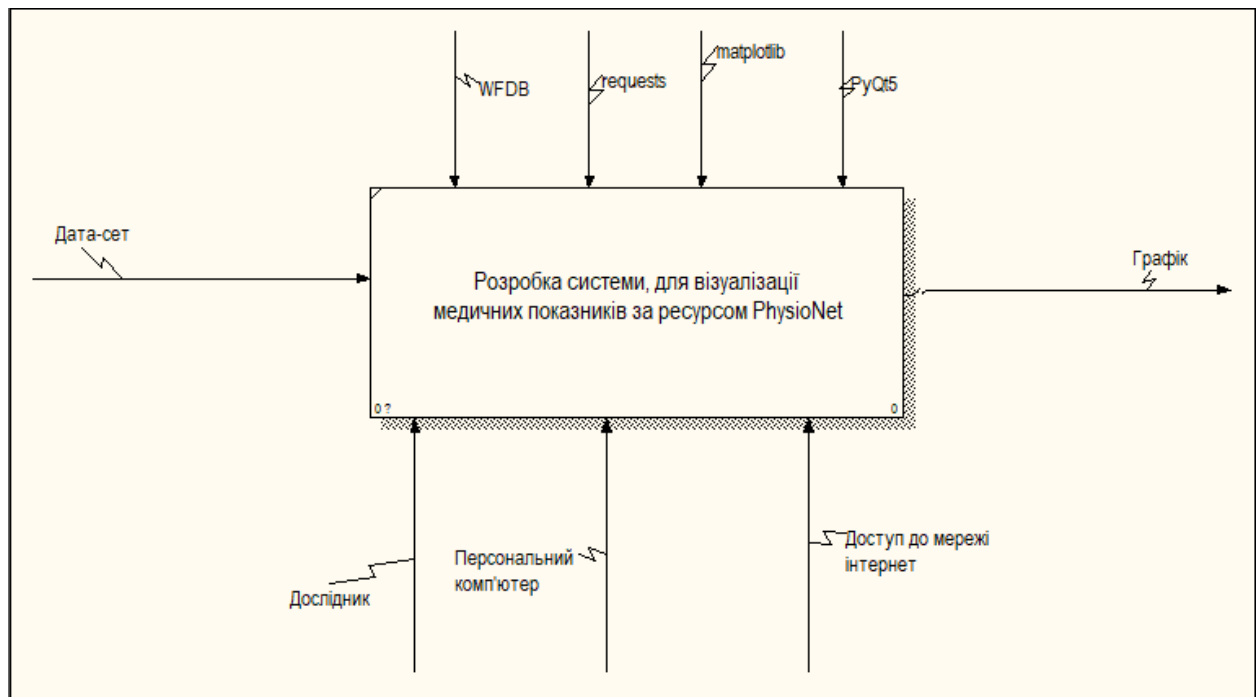 WFDB
requests
matplotlib
PyQt5
Дата-сет
Графік
Розробка системи, для візуалізації
медичних показників за ресурсом PhysioNet
0 ?
0
Дослідник
Персональний
комп'ютер
Доступ до мережі
інтернет